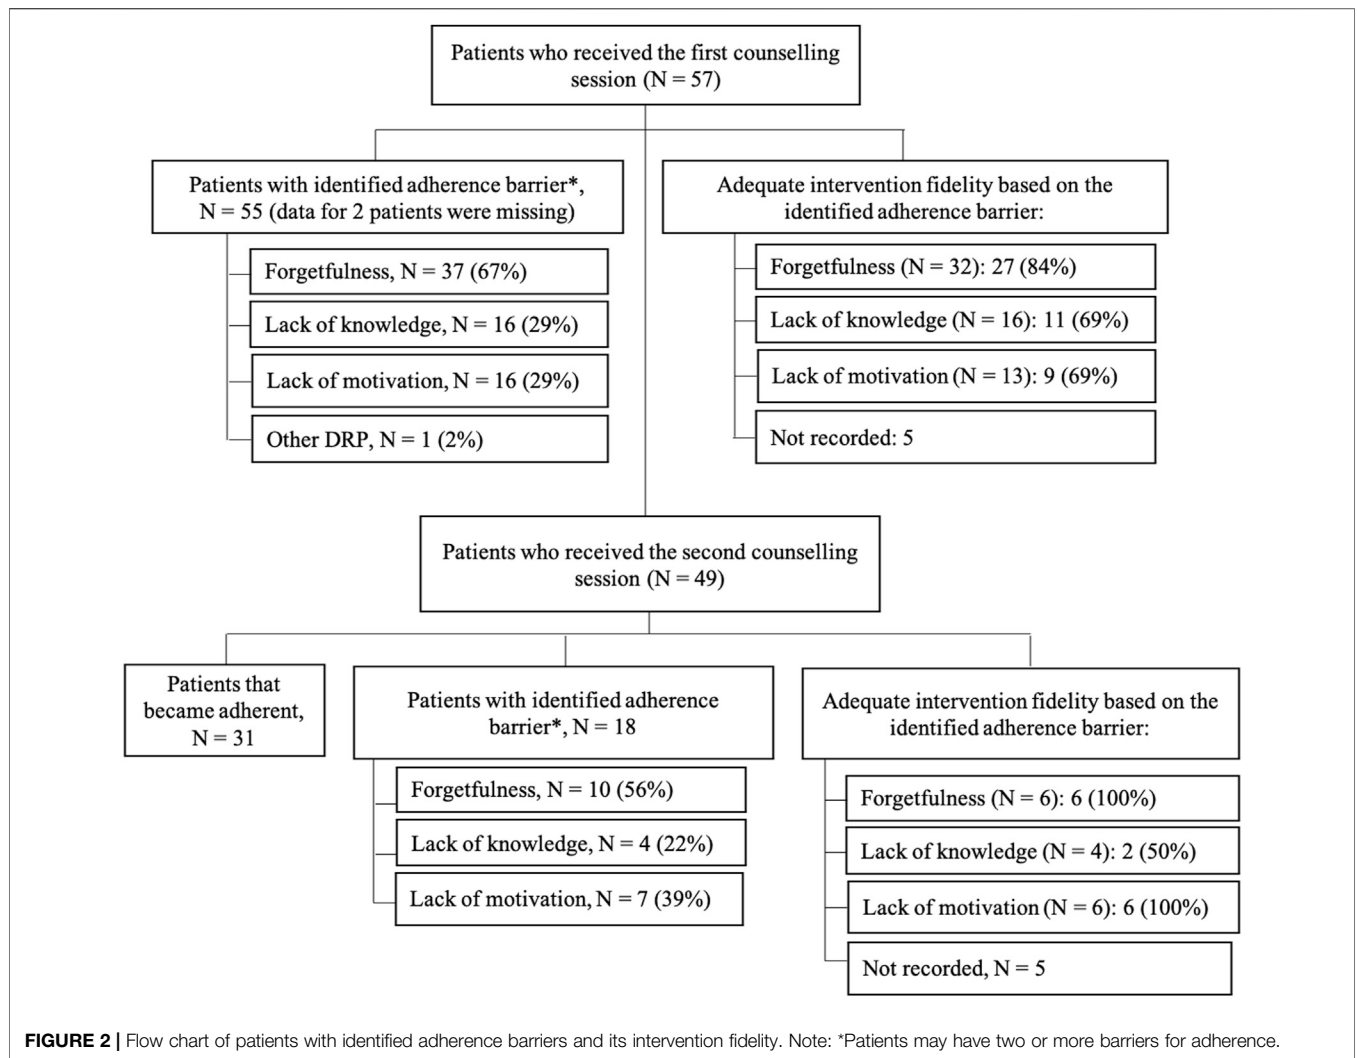 Patients who received the first counselling
session (N = 57)
Patients with identified adherence barrier*,
N = 55 (data for 2 patients were missing)
Forgetfulness, N = 37 (67%)
Lack of knowledge, N = 16 (29%)
Lack of motivation, N = 16 (29%)
Other DRP, N = 1 (2%)
Adequate intervention fidelity based on the
identified adherence barrier:
Forgetfulness (N = 32): 27 (84%)
Lack of knowledge (N = 16): 11 (69%)
Lack of motivation (N = 13): 9 (69%)
Not recorded: 5
Patients who received the second counselling
session (N = 49)
Patients that
became adherent,
N = 31
Patients with identified adherence
barrier*, N = 18
Forgetfulness, N = 10 (56%)
Lack of knowledge, N = 4 (22%)
Lack of motivation, N = 7 (39%)
Adequate intervention fidelity based on the
identified adherence barrier:
Forgetfulness (N = 6): 6 (100%)
Lack of knowledge (N = 4): 2 (50%)
Lack of motivation (N = 6): 6 (100%)
Not recorded, N = 5
FIGURE 2 | Flow chart of patients with identified adherence barriers and its intervention fidelity. Note: *Patients may have two or more barriers for adherence.